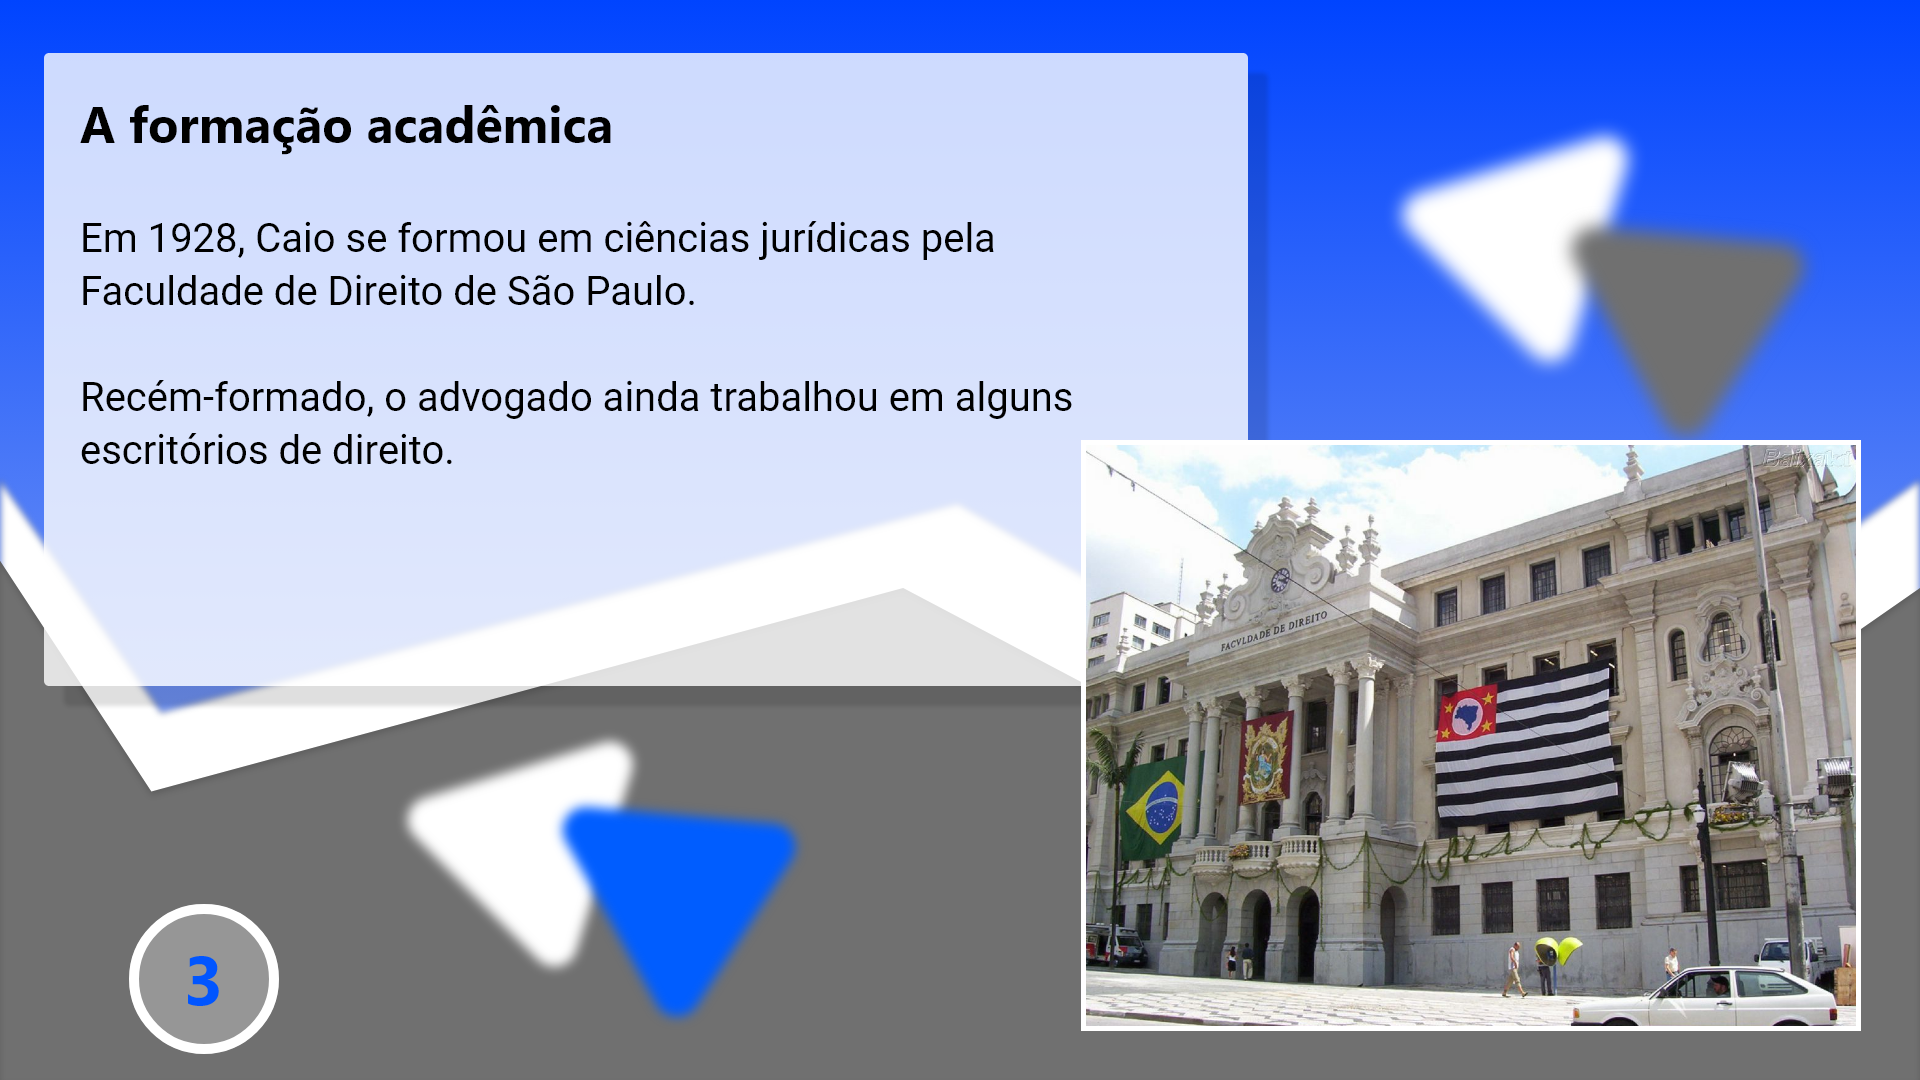 A formação acadêmica
Em 1928, Caio se formou em ciências jurídicas pela
Faculdade de Direito de São Paulo.
Recém-formado, o advogado ainda trabalhou em alguns
escritórios de direito.
Baixaki
FACVLDADE DE DIREITO
3